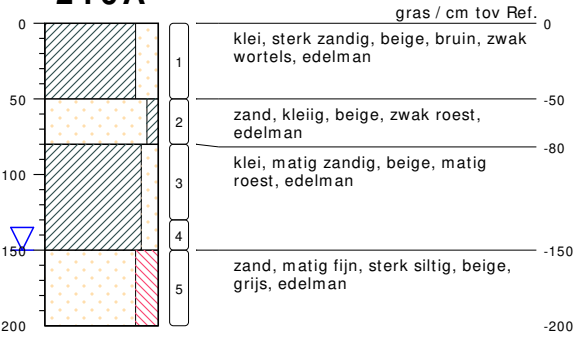 gras / cm tov Ref.
0
0
klei, sterk zandig, beige, bruin, zwak
wortels, edelman
1
50
-50
zand, kleiig, beige, zwak roest,
edelman
2
-80
klei, matig zandig, beige, matig
roest, edelman
100
3
4
150
-150
zand, matig fijn, sterk siltig, beige,
grijs, edelman
5
200
-200